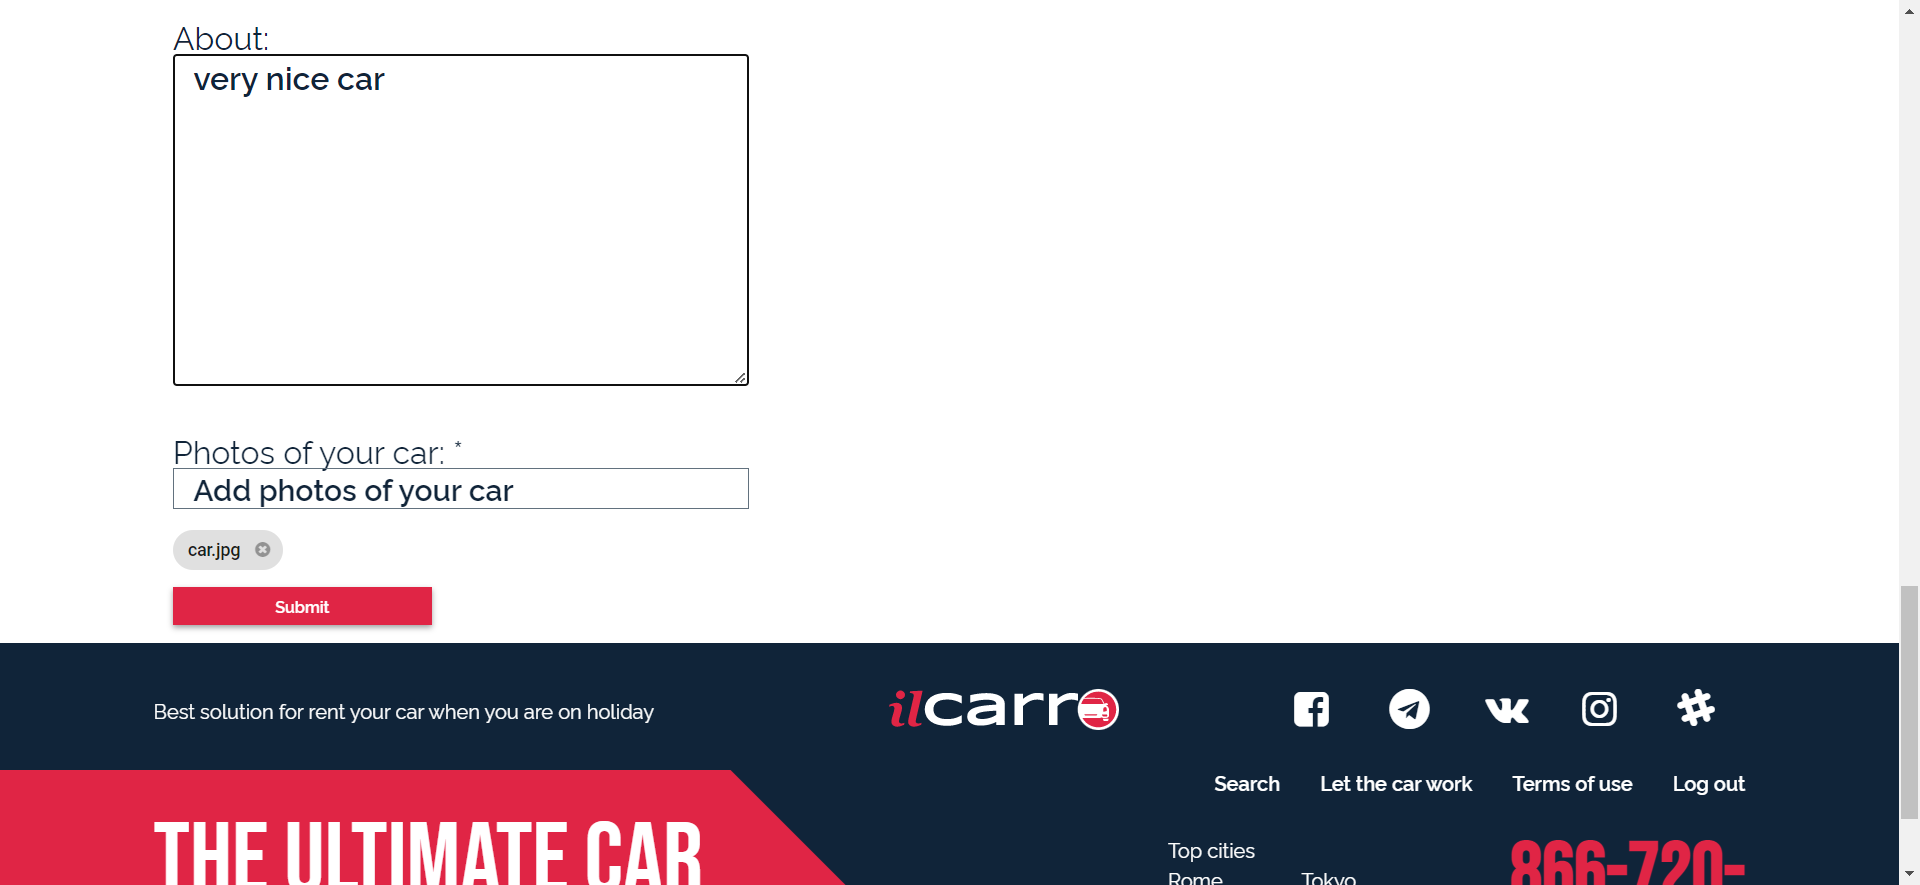 About:
very nice car
Photos of your car: *
Add photos of your car
car.jpg
Submit
Best solution for rent your car when you are on holiday
ilcarro
Search Let the car work Terms of use Log out
THE ULTIMATE CAR
Top cities
Rome Tokyo
866-720-